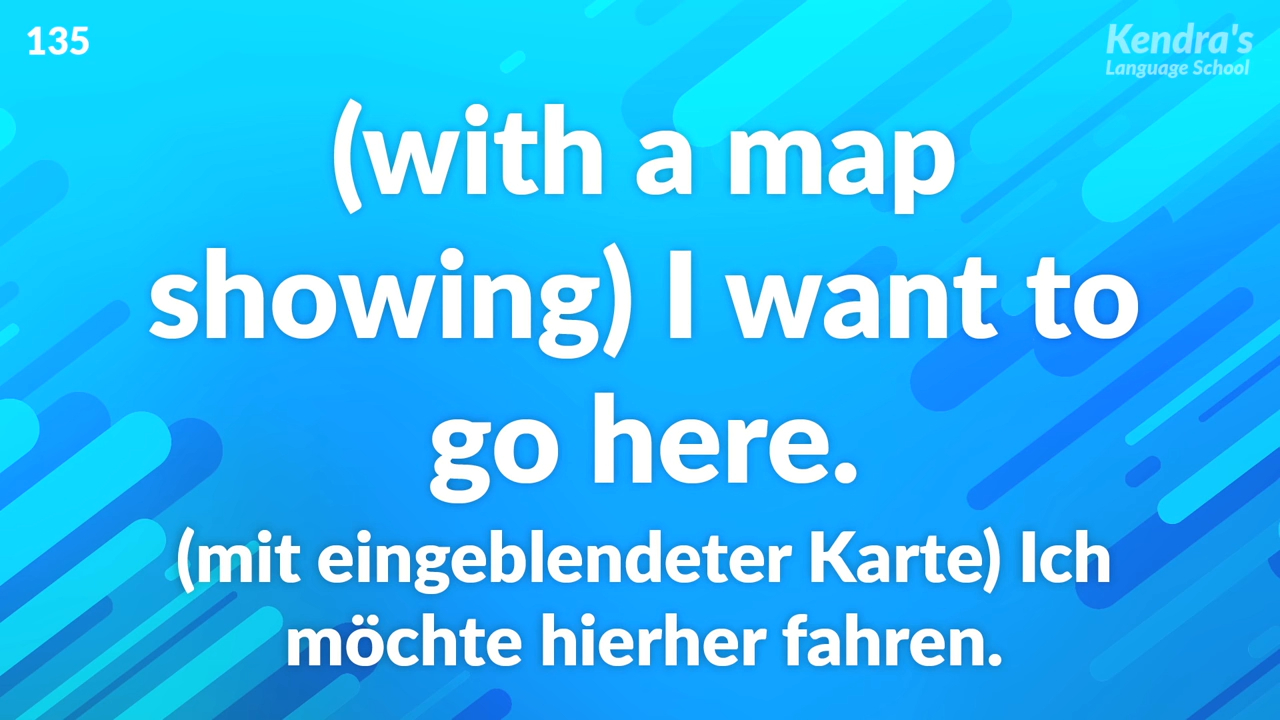 135
Kendra's
Language School
(with a map
showing) I want to
go here.
(mit eingeblendeter Karte) Ich
möchte hierher fahren.